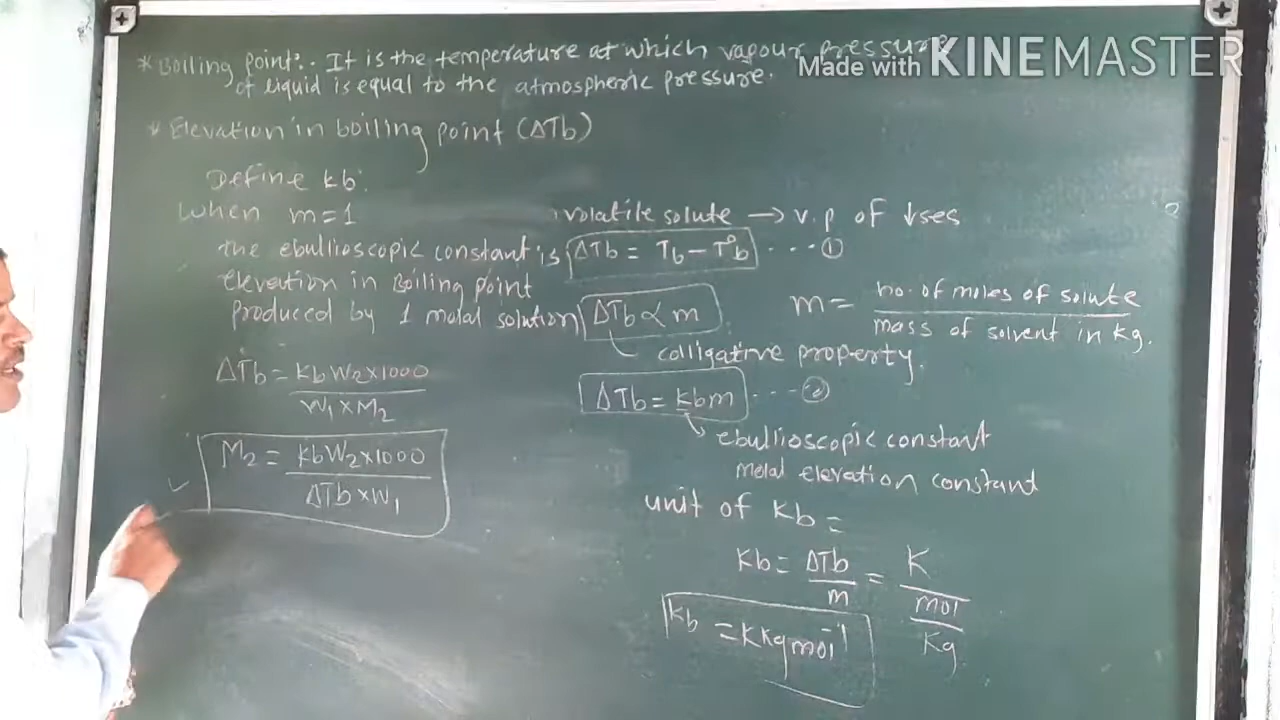 Made with KINEMASTER
* Boiling point:. It is the temperature at which vapour pressure
of liquid is equal to the atmospheric pressure.
* Elevation in boiling point (ΔTb)
Define kb:
When m=1
the ebullioscopic constant is
elevation in Boiling point
produced by 1 molal solution
ΔTb = KbW₂×1000
W₁×M₂
M₂ = KbW₂×1000
ΔTb×W₁
volatile solute → v.p of ↓ses
ΔTb = Tb – T°b ...①
ΔTb ∝ m
m = no. of moles of solute
mass of solvent in kg.
colligative property.
ΔTb = kbm ...②
ebullioscopic constant
molal elevation constant
unit of Kb =
Kb = ΔTb = K
m mol
Kg
Kb = K Kg mol⁻¹